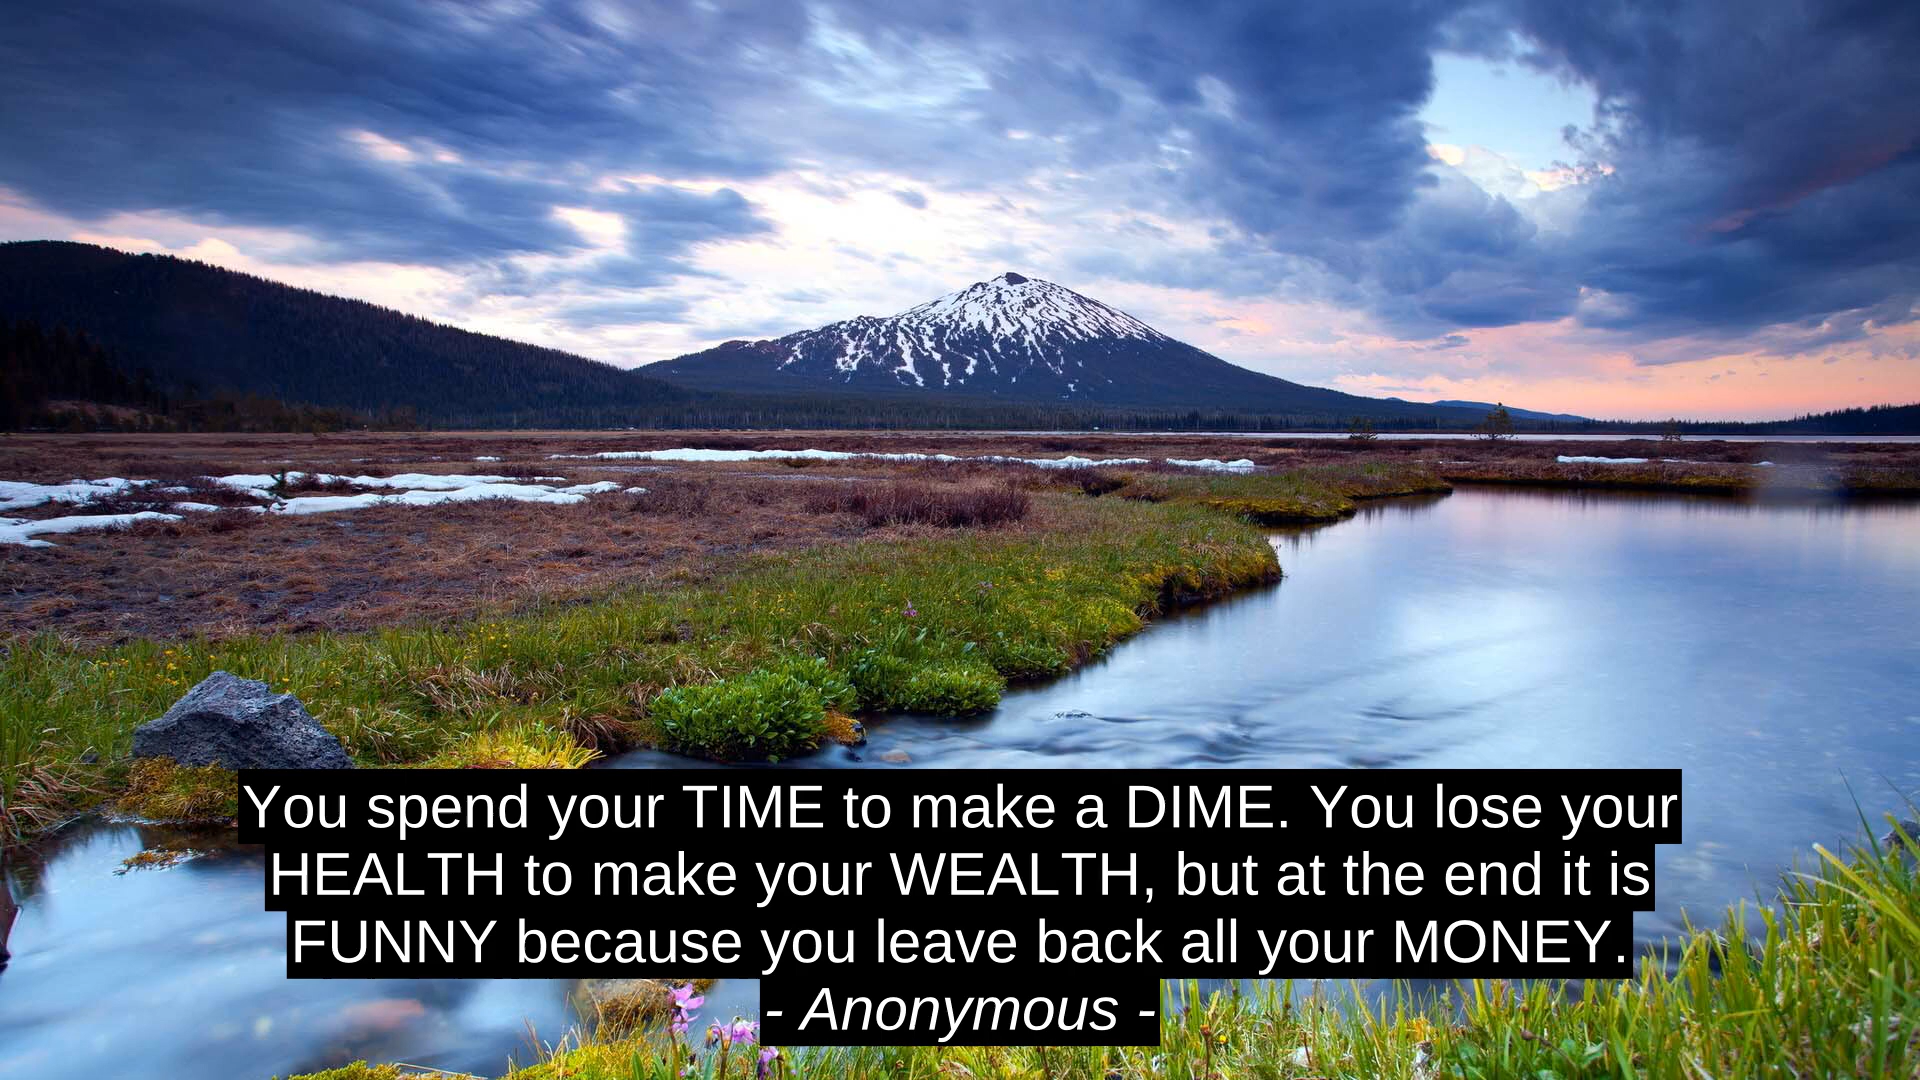 You spend your TIME to make a DIME. You lose your
HEALTH to make your WEALTH, but at the end it is
FUNNY because you leave back all your MONEY.
- Anonymous -